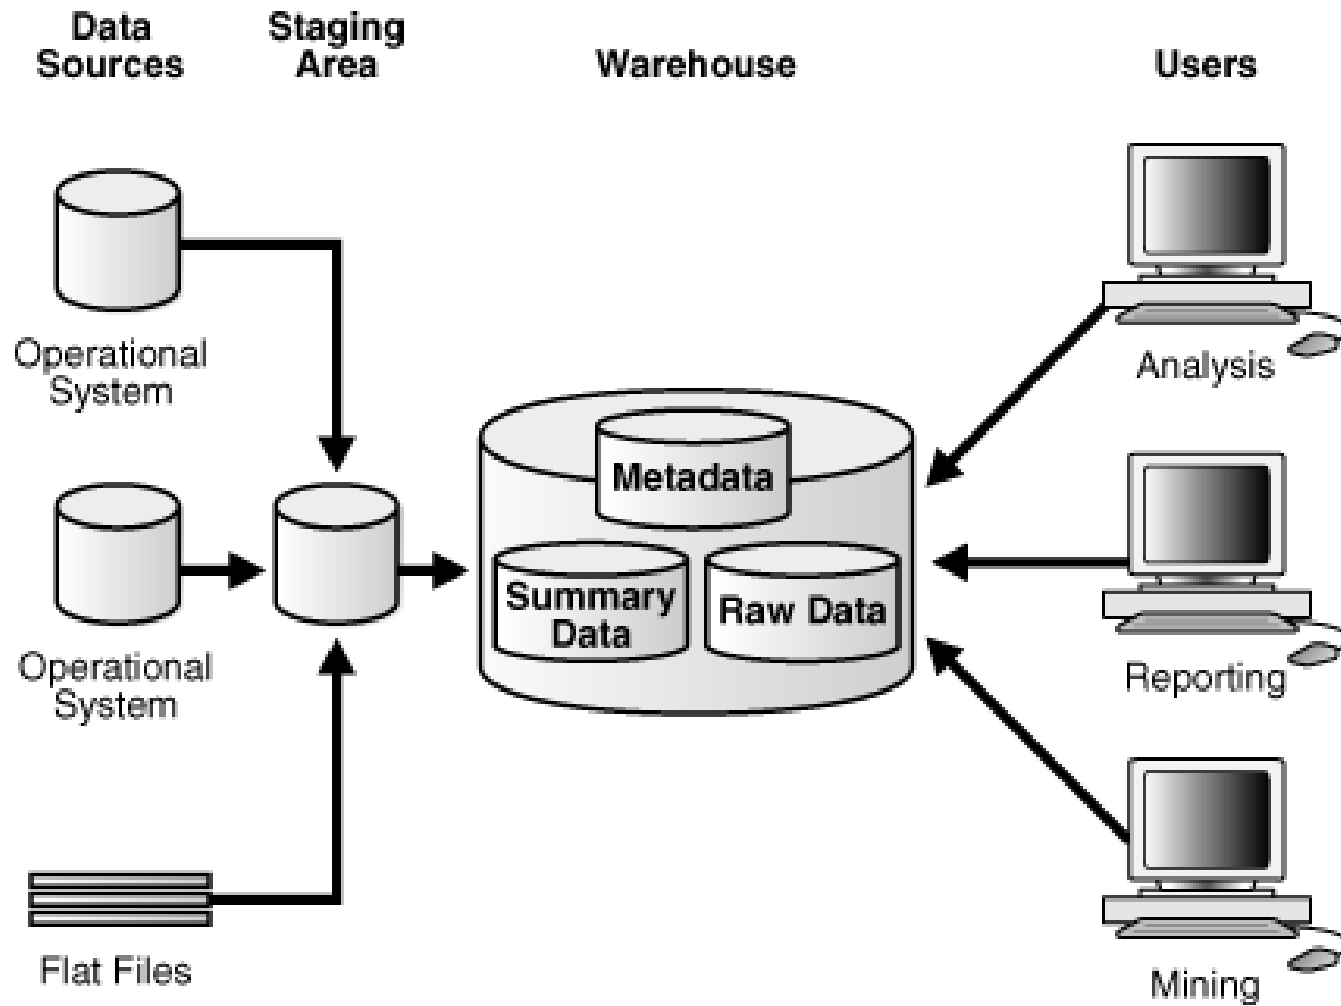 Data
Sources
Staging
Area
Warehouse
Users
Operational
System
Operational
System
Flat Files
Metadata
Summary
Data
Raw Data
Analysis
Reporting
Mining